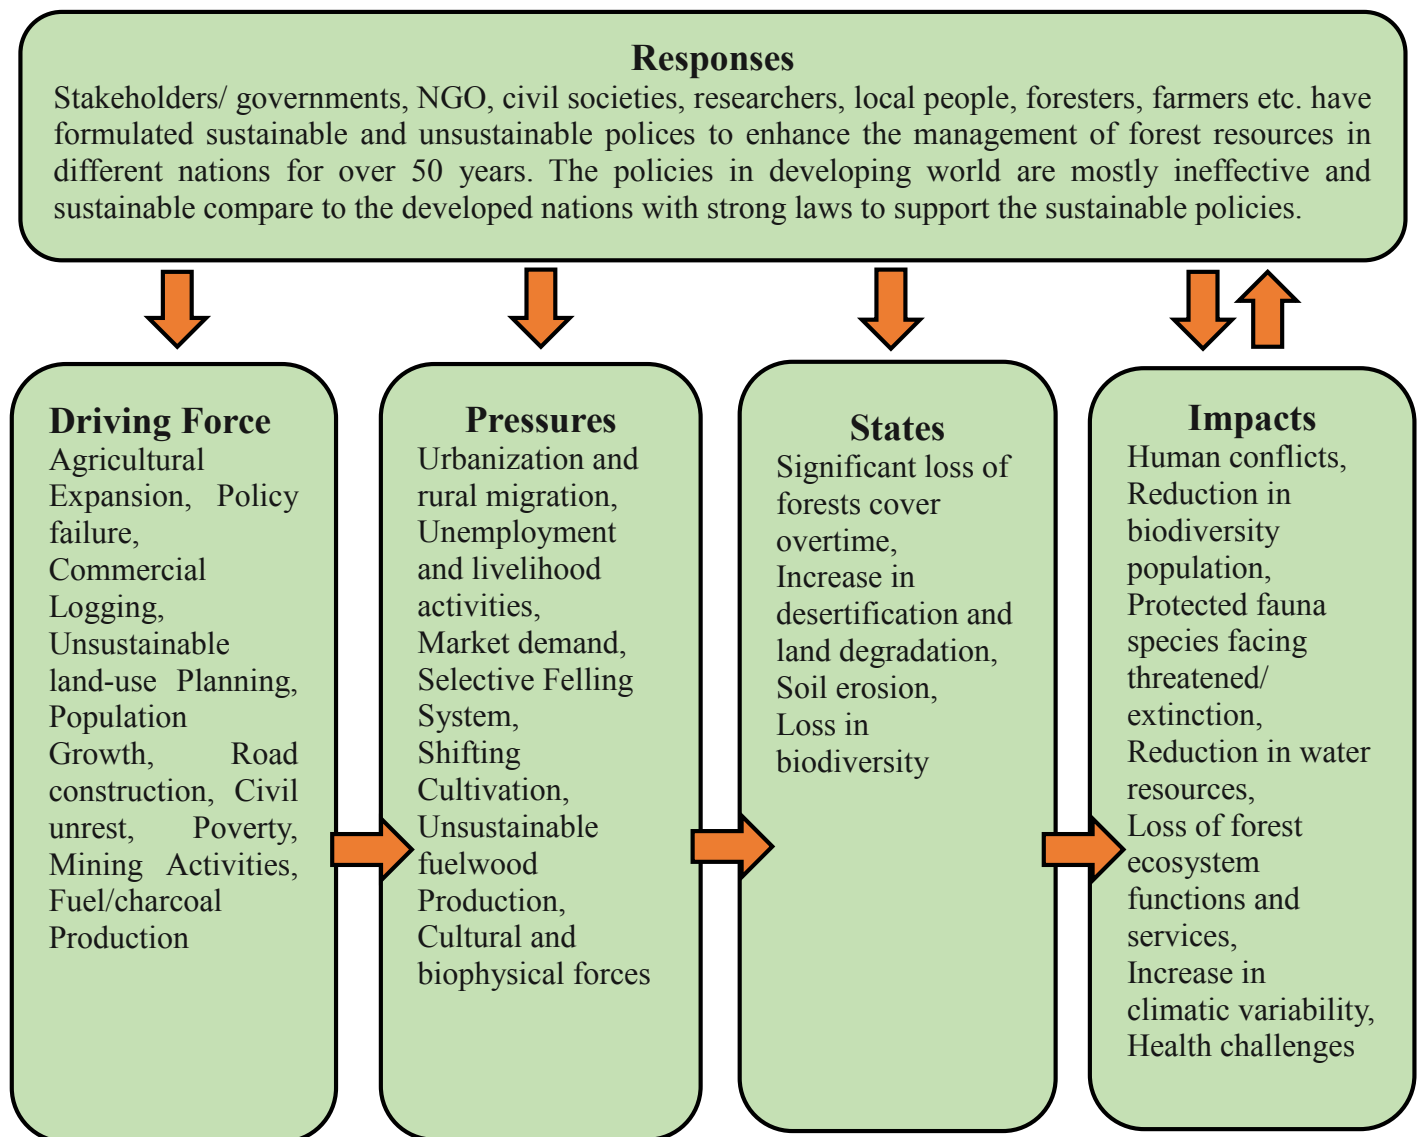 Responses
Stakeholders/ governments, NGO, civil societies, researchers, local people, foresters, farmers etc. have
formulated sustainable and unsustainable polices to enhance the management of forest resources in
different nations for over 50 years. The policies in developing world are mostly ineffective and
sustainable compare to the developed nations with strong laws to support the sustainable policies.
Driving Force
Agricultural
Expansion, Policy
failure,
Commercial
Logging,
Unsustainable
land-use Planning,
Population
Growth, Road
construction, Civil
unrest, Poverty,
Mining Activities,
Fuel/charcoal
Production
Pressures
Urbanization and
rural migration,
Unemployment
and livelihood
activities,
Market demand,
Selective Felling
System,
Shifting
Cultivation,
Unsustainable
fuelwood
Production,
Cultural and
biophysical forces
States
Significant loss of
forests cover
overtime,
Increase in
desertification and
land degradation,
Soil erosion,
Loss in
biodiversity
Impacts
Human conflicts,
Reduction in
biodiversity
population,
Protected fauna
species facing
threatened/
extinction,
Reduction in water
resources,
Loss of forest
ecosystem
functions and
services,
Increase in
climatic variability,
Health challenges